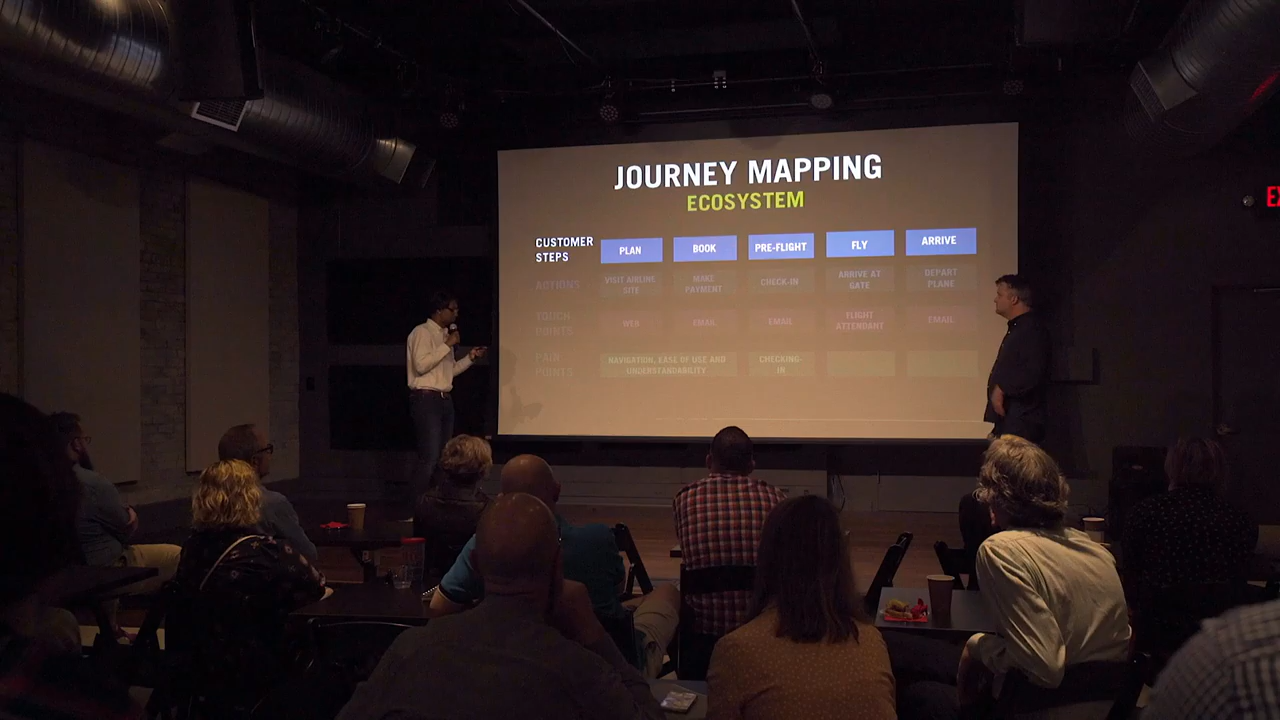 JOURNEY MAPPING
ECOSYSTEM
CUSTOMER
STEPS
PLAN
BOOK
PRE-FLIGHT
FLY
ARRIVE
ACTIONS
VISIT AIRLINE
SITE
MAKE
PAYMENT
CHECK-IN
ARRIVE AT
GATE
DEPART
PLANE
TOUCH
POINTS
WEB
EMAIL
EMAIL
FLIGHT
ATTENDANT
EMAIL
PAIN
POINTS
NAVIGATION, EASE OF USE AND
UNDERSTANDABILITY
CHECKING-
IN
EX